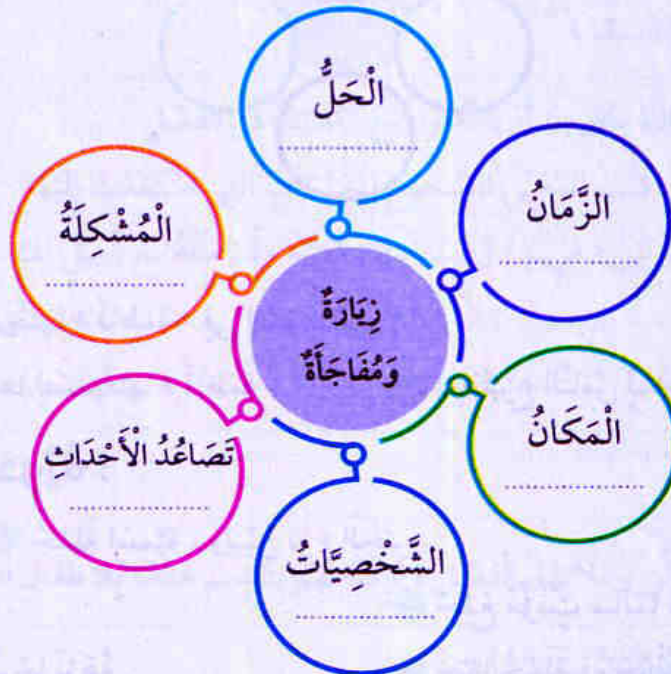 الْحَلُّ
....................
الزَّمَانُ
....................
الْمُشْكِلَةُ
....................
زِيَارَةٌ
وَمُفَاجَأَةٌ
الْمَكَانُ
....................
تَصَاعُدُ الْأَحْدَاثِ
....................
الشَّخْصِيَّاتُ
....................